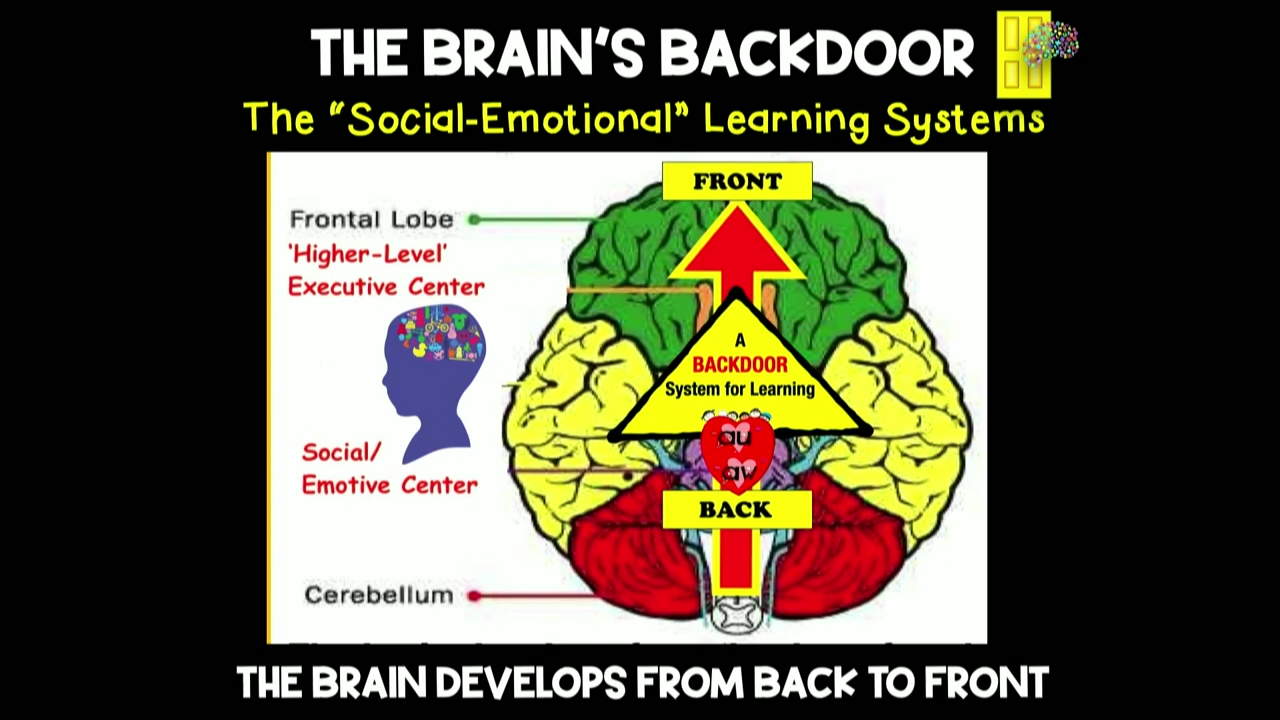 THE BRAIN'S BACKDOOR
The "Social-Emotional" Learning Systems
FRONT
Frontal Lobe
'Higher-Level'
Executive Center
A
BACKDOOR
System for Learning
au
aw
Social/
Emotive Center
BACK
Cerebellum
THE BRAIN DEVELOPS FROM BACK TO FRONT